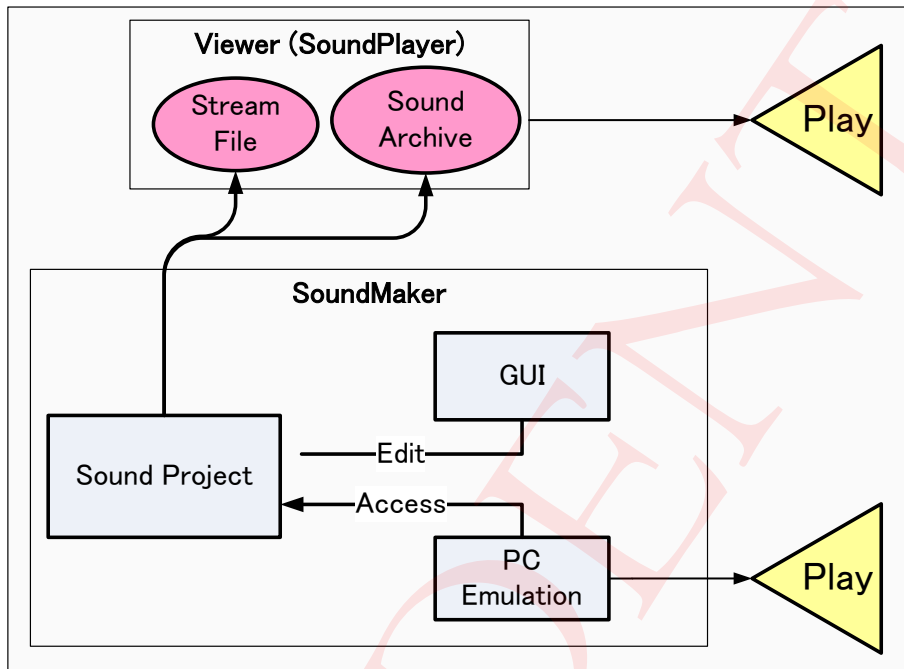 Viewer (SoundPlayer)
Stream
File
Sound
Archive
Play
SoundMaker
GUI
Sound Project
Edit
Access
PC
Emulation
Play